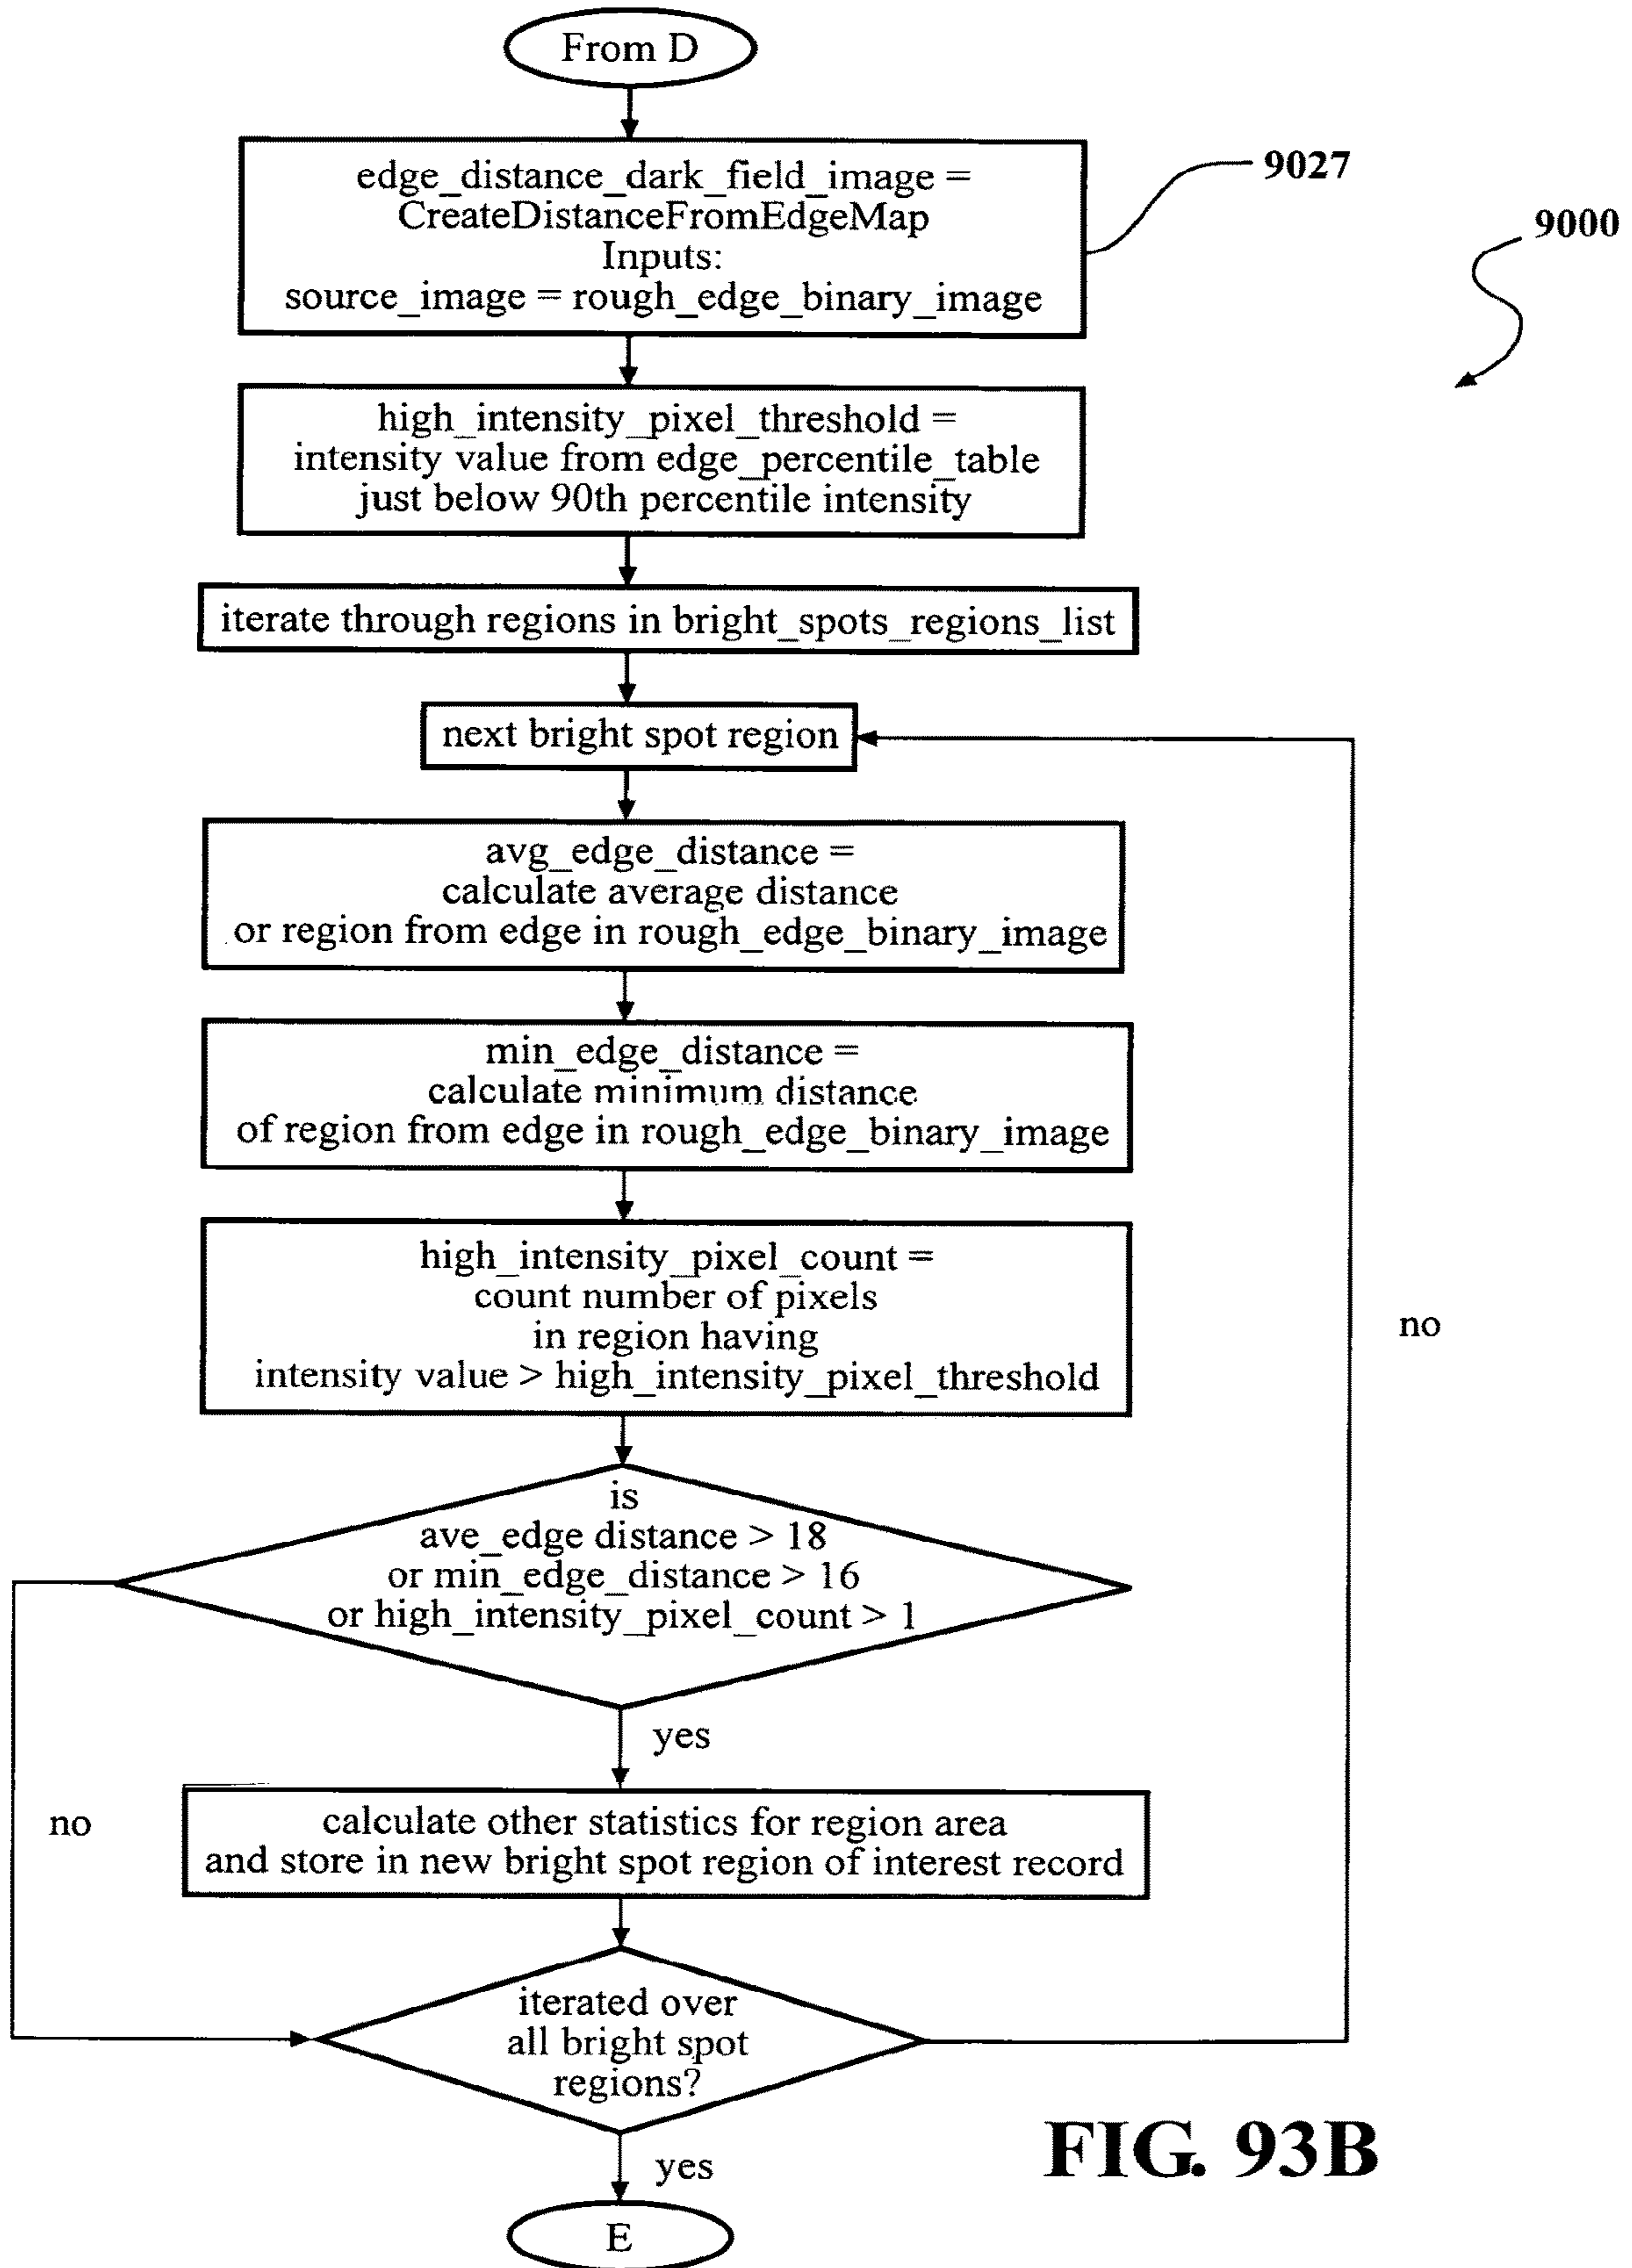 From D
edge_distance_dark_field_image =
CreateDistanceFromEdgeMap
Inputs:
source_image = rough_edge_binary_image
9027
9000
high_intensity_pixel_threshold =
intensity value from edge_percentile_table
just below 90th percentile intensity
iterate through regions in bright_spots_regions_list
next bright spot region
avg_edge_distance =
calculate average distance
or region from edge in rough_edge_binary_image
min_edge_distance =
calculate minimum distance
of region from edge in rough_edge_binary_image
high_intensity_pixel_count =
count number of pixels
in region having
intensity value > high_intensity_pixel_threshold
no
is
ave_edge distance > 18
or min_edge_distance > 16
or high_intensity_pixel_count > 1
yes
no
calculate other statistics for region area
and store in new bright spot region of interest record
iterated over
all bright spot
regions?
yes
E
FIG. 93B